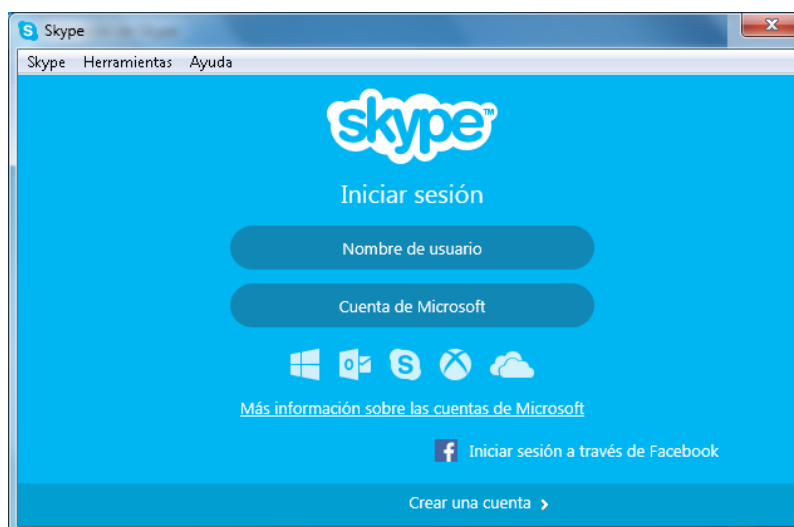 Skype
Skype Herramientas Ayuda
skype™
Iniciar sesión
Nombre de usuario
Cuenta de Microsoft
Más información sobre las cuentas de Microsoft
Iniciar sesión a través de Facebook
Crear una cuenta